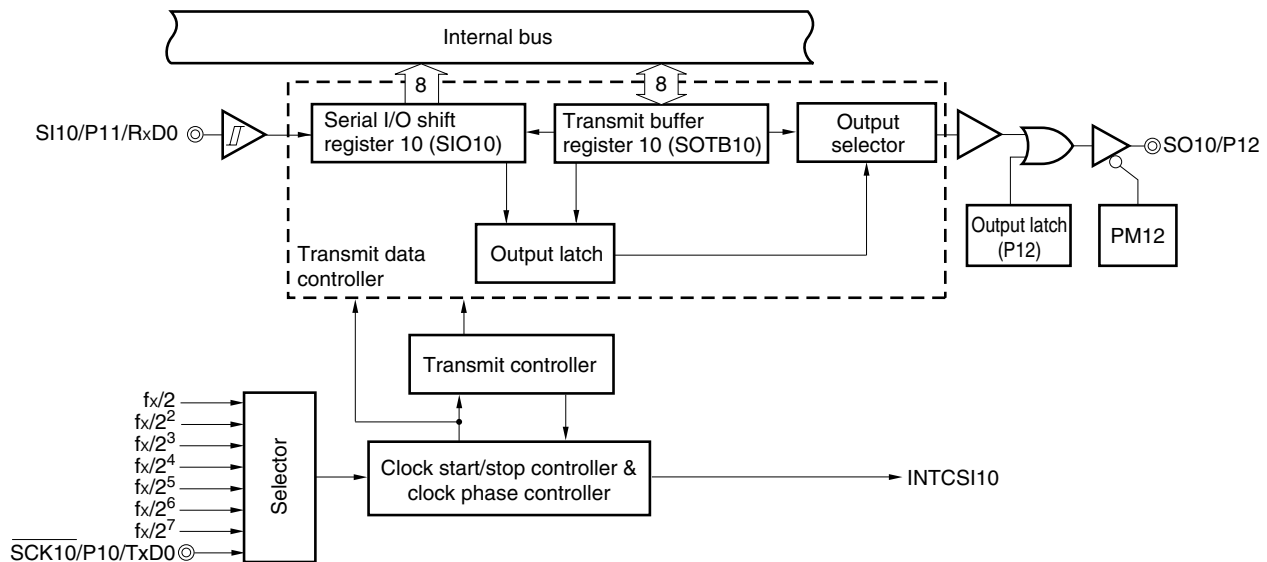 Internal bus
8
8
SI10/P11/RxD0
Serial I/O shift
register 10 (SIO10)
Transmit buffer
register 10 (SOTB10)
Output
selector
SO10/P12
Output latch
(P12)
PM12
Output latch
Transmit data
controller
Transmit controller
fx/2
fx/2²
fx/2³
fx/2⁴
fx/2⁵
fx/2⁶
fx/2⁷
S̅C̅K̅1̅0̅/P10/TxD0
Selector
Clock start/stop controller &
clock phase controller
INTCSI10